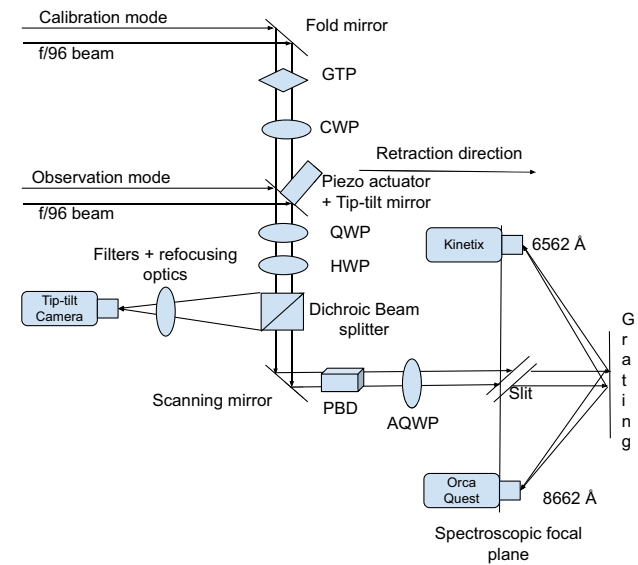 Calibration mode
Fold mirror
f/96 beam
GTP
CWP
Retraction direction
Observation mode
Piezo actuator
+ Tip-tilt mirror
f/96 beam
QWP
Kinetix
6562 Å
Filters + refocusing
optics
HWP
Tip-tilt
Camera
Dichroic Beam
splitter
Grating
Scanning mirror
PBD
AQWP
Slit
Orca
Quest
8662 Å
Spectroscopic focal
plane